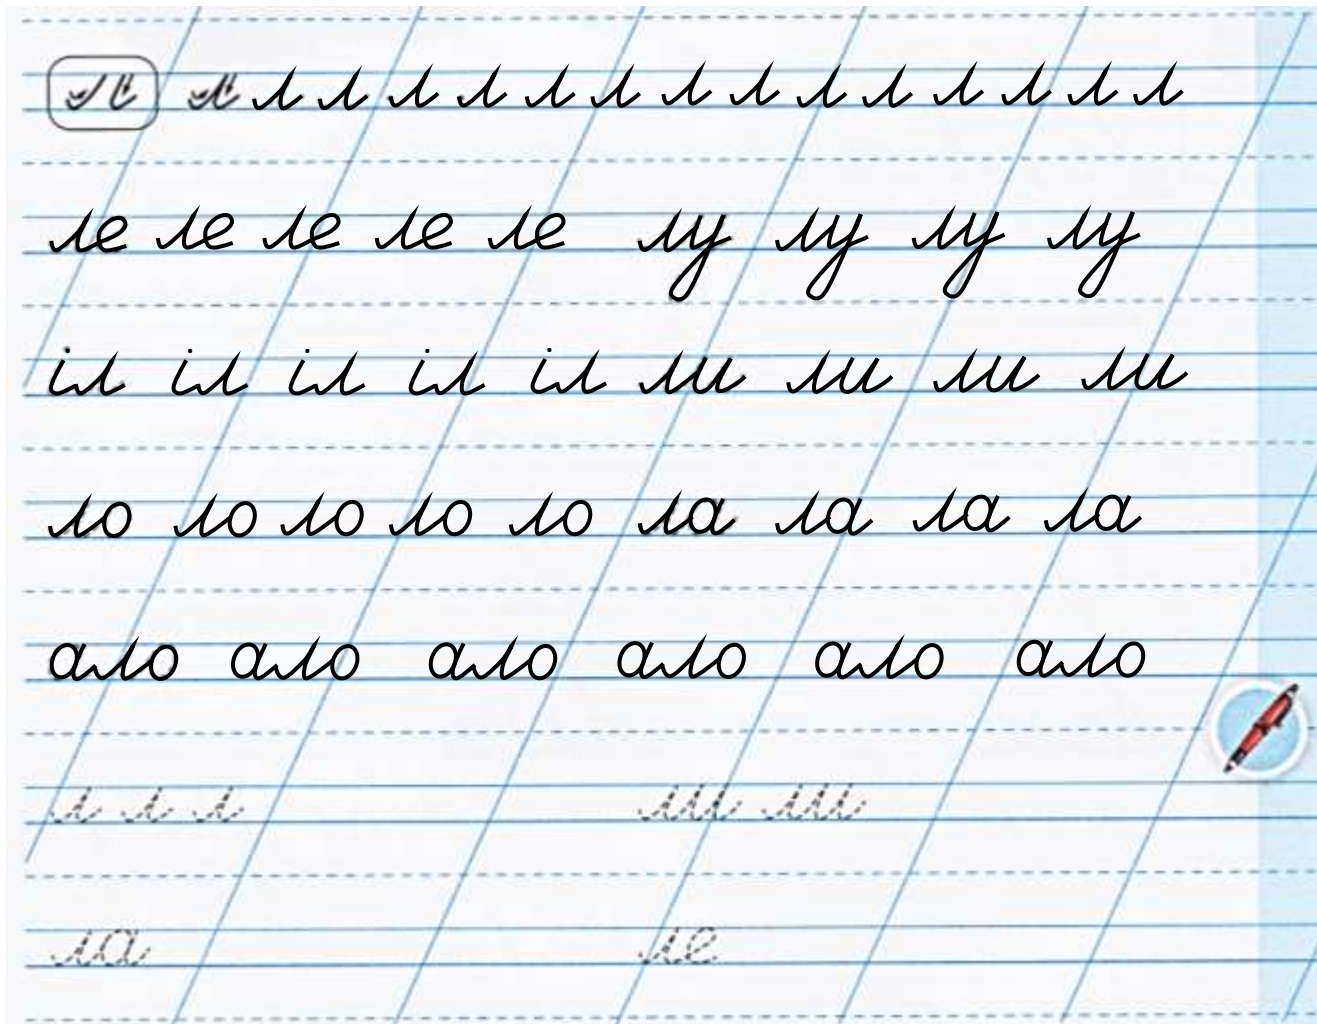 л л л л л л л л л л л л л л л
ле ле ле ле ле лу лу лу лу
іл іл іл іл іл ли ли ли ли
ло ло ло ло ло ла ла ла ла
ало ало ало ало ало ало
л л л ли ли
ла ле